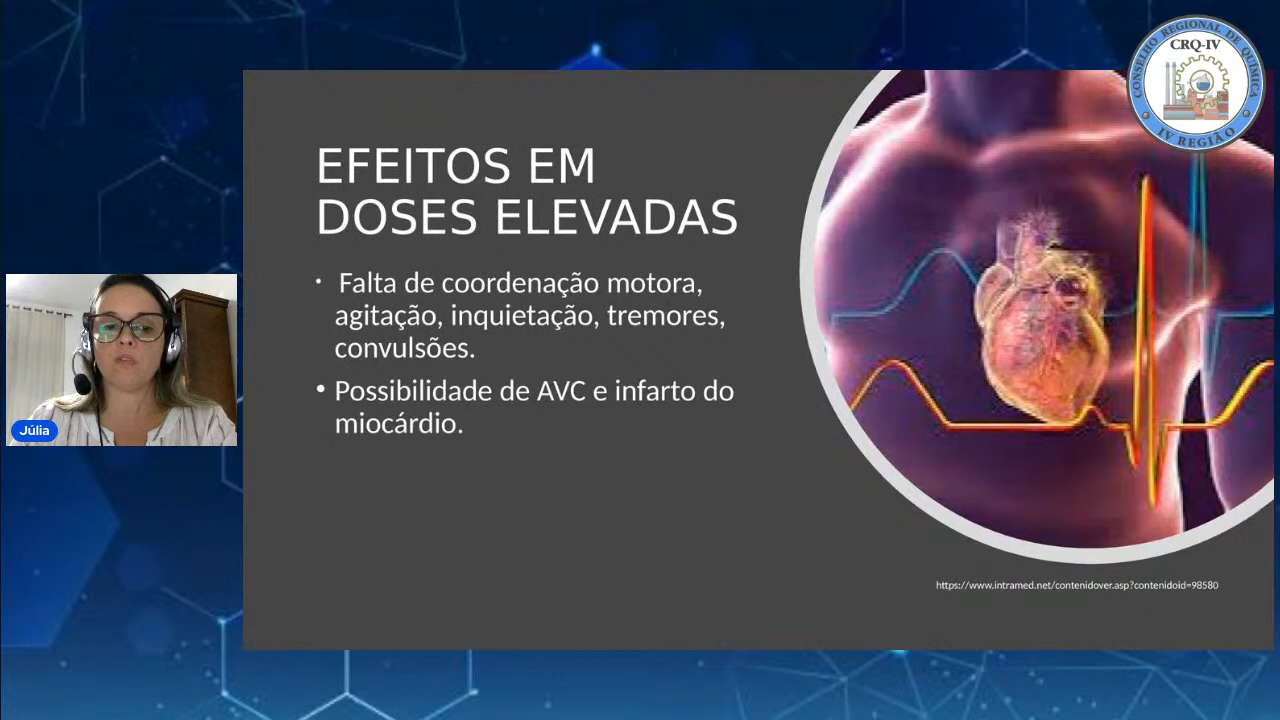 CONSELHO REGIONAL DE QUÍMICA
CRQ-IV
IV REGIÃO
EFEITOS EM
DOSES ELEVADAS
• Falta de coordenação motora,
agitação, inquietação, tremores,
convulsões.
• Possibilidade de AVC e infarto do
miocárdio.
Júlia
https://www.intramed.net/contenidover.asp?contenidoid=98580